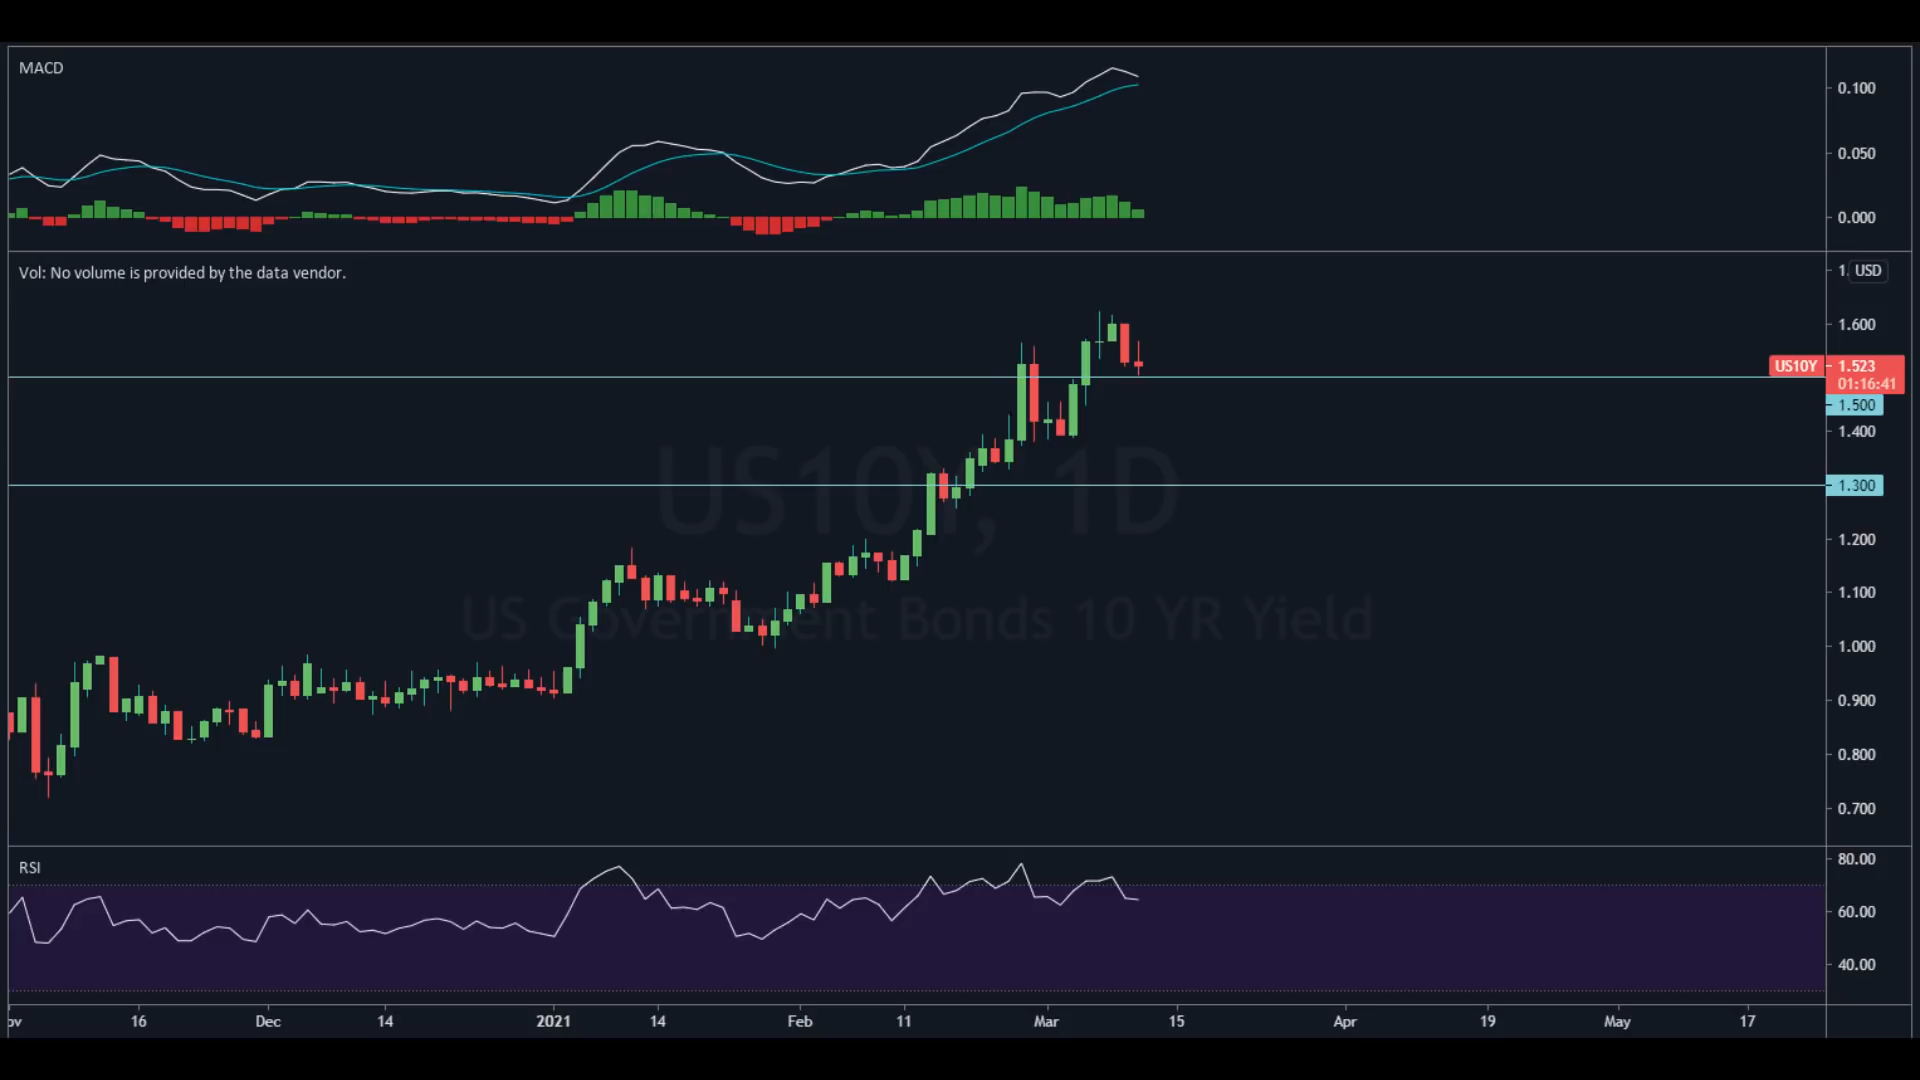 MACD
0.100
0.050
0.000
Vol: No volume is provided by the data vendor.
1. USD
1.600
US10Y 1.523
01:16:41
1.500
1.400
US10Y, 1D
1.300
1.200
1.100
US Government Bonds 10 YR Yield
1.000
0.900
0.800
0.700
RSI
80.00
60.00
40.00
ov 16 Dec 14 2021 14 Feb 11 Mar 15 Apr 19 May 17